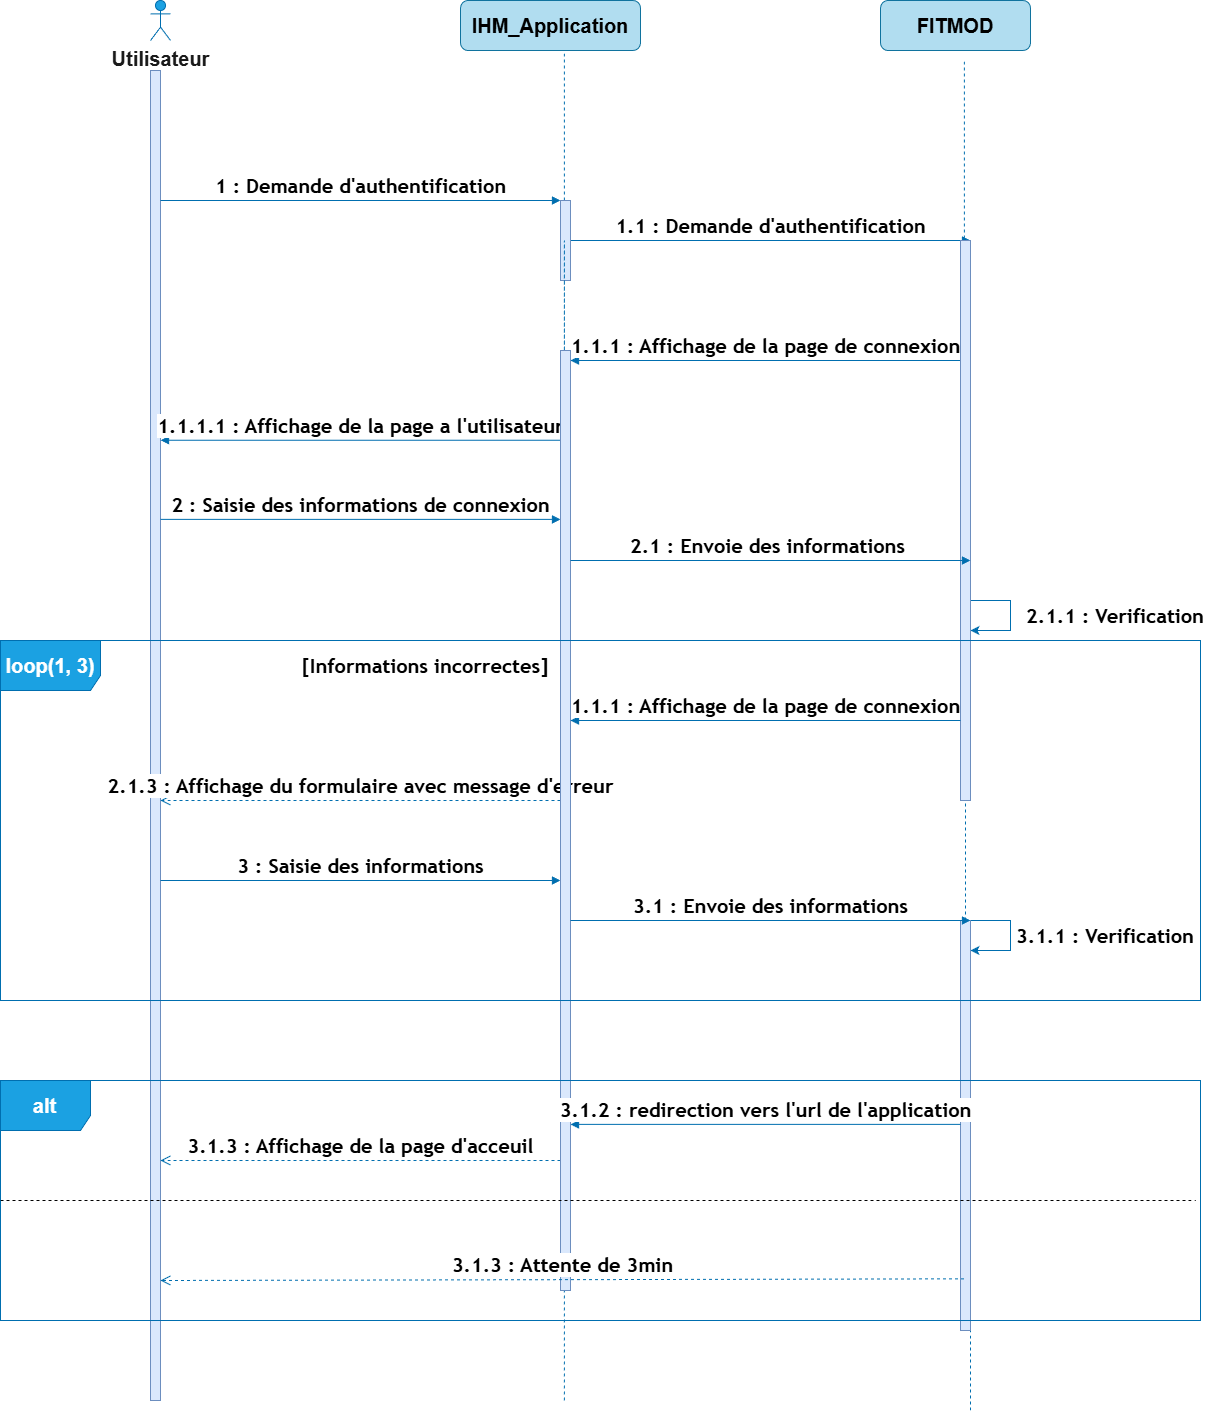 Utilisateur
IHM_Application
FITMOD
1 : Demande d'authentification
1.1 : Demande d'authentification
1.1.1 : Affichage de la page de connexion
1.1.1.1 : Affichage de la page a l'utilisateur
2 : Saisie des informations de connexion
2.1 : Envoie des informations
2.1.1 : Verification
loop(1, 3)
[Informations incorrectes]
1.1.1 : Affichage de la page de connexion
2.1.3 : Affichage du formulaire avec message d'erreur
3 : Saisie des informations
3.1 : Envoie des informations
3.1.1 : Verification
alt
3.1.2 : redirection vers l'url de l'application
3.1.3 : Affichage de la page d'acceuil
3.1.3 : Attente de 3min